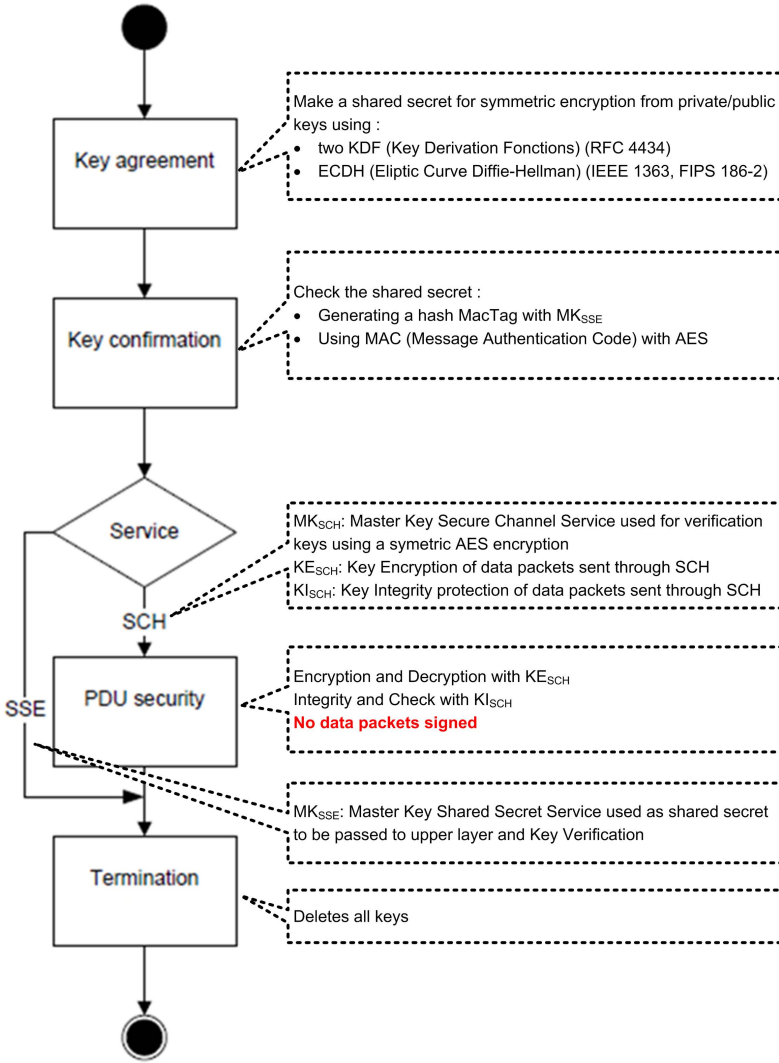 Make a shared secret for symmetric encryption from private/public
keys using :
• two KDF (Key Derivation Fonctions) (RFC 4434)
• ECDH (Eliptic Curve Diffie-Hellman) (IEEE 1363, FIPS 186-2)
Key agreement
Check the shared secret :
• Generating a hash MacTag with MKSSE
• Using MAC (Message Authentication Code) with AES
Key confirmation
Service
MKSCH: Master Key Secure Channel Service used for verification
keys using a symetric AES encryption
KESCH: Key Encryption of data packets sent through SCH
KISCH: Key Integrity protection of data packets sent through SCH
SCH
SSE
PDU security
Encryption and Decryption with KESCH
Integrity and Check with KISCH
No data packets signed
MKSSE: Master Key Shared Secret Service used as shared secret
to be passed to upper layer and Key Verification
Termination
Deletes all keys